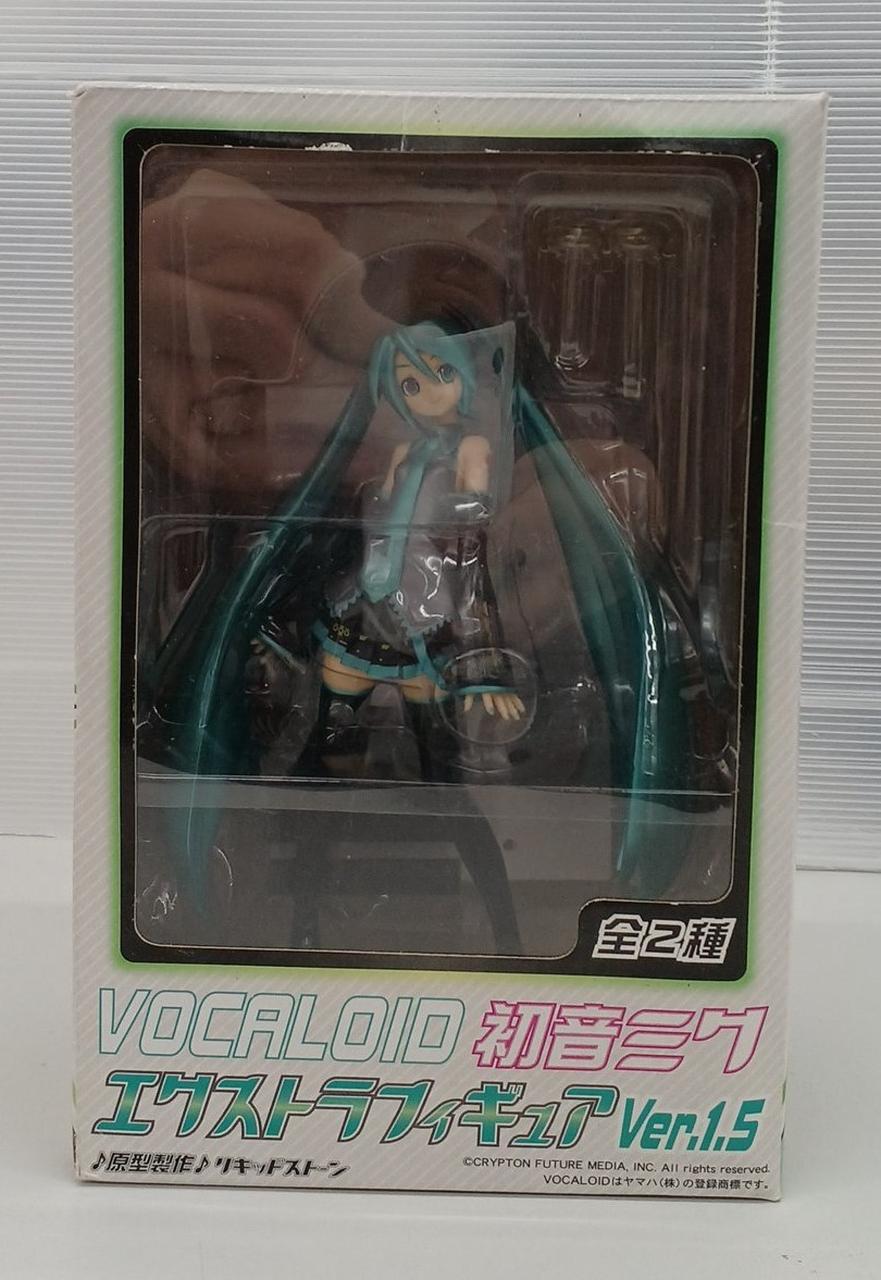 全2種
VOCALOID 初音ミク
エクストラフィギュア Ver.1.5
♪原型製作♪リキッドストーン
©CRYPTON FUTURE MEDIA, INC. All rights reserved.
VOCALOIDはヤマハ(株)の登録商標です。